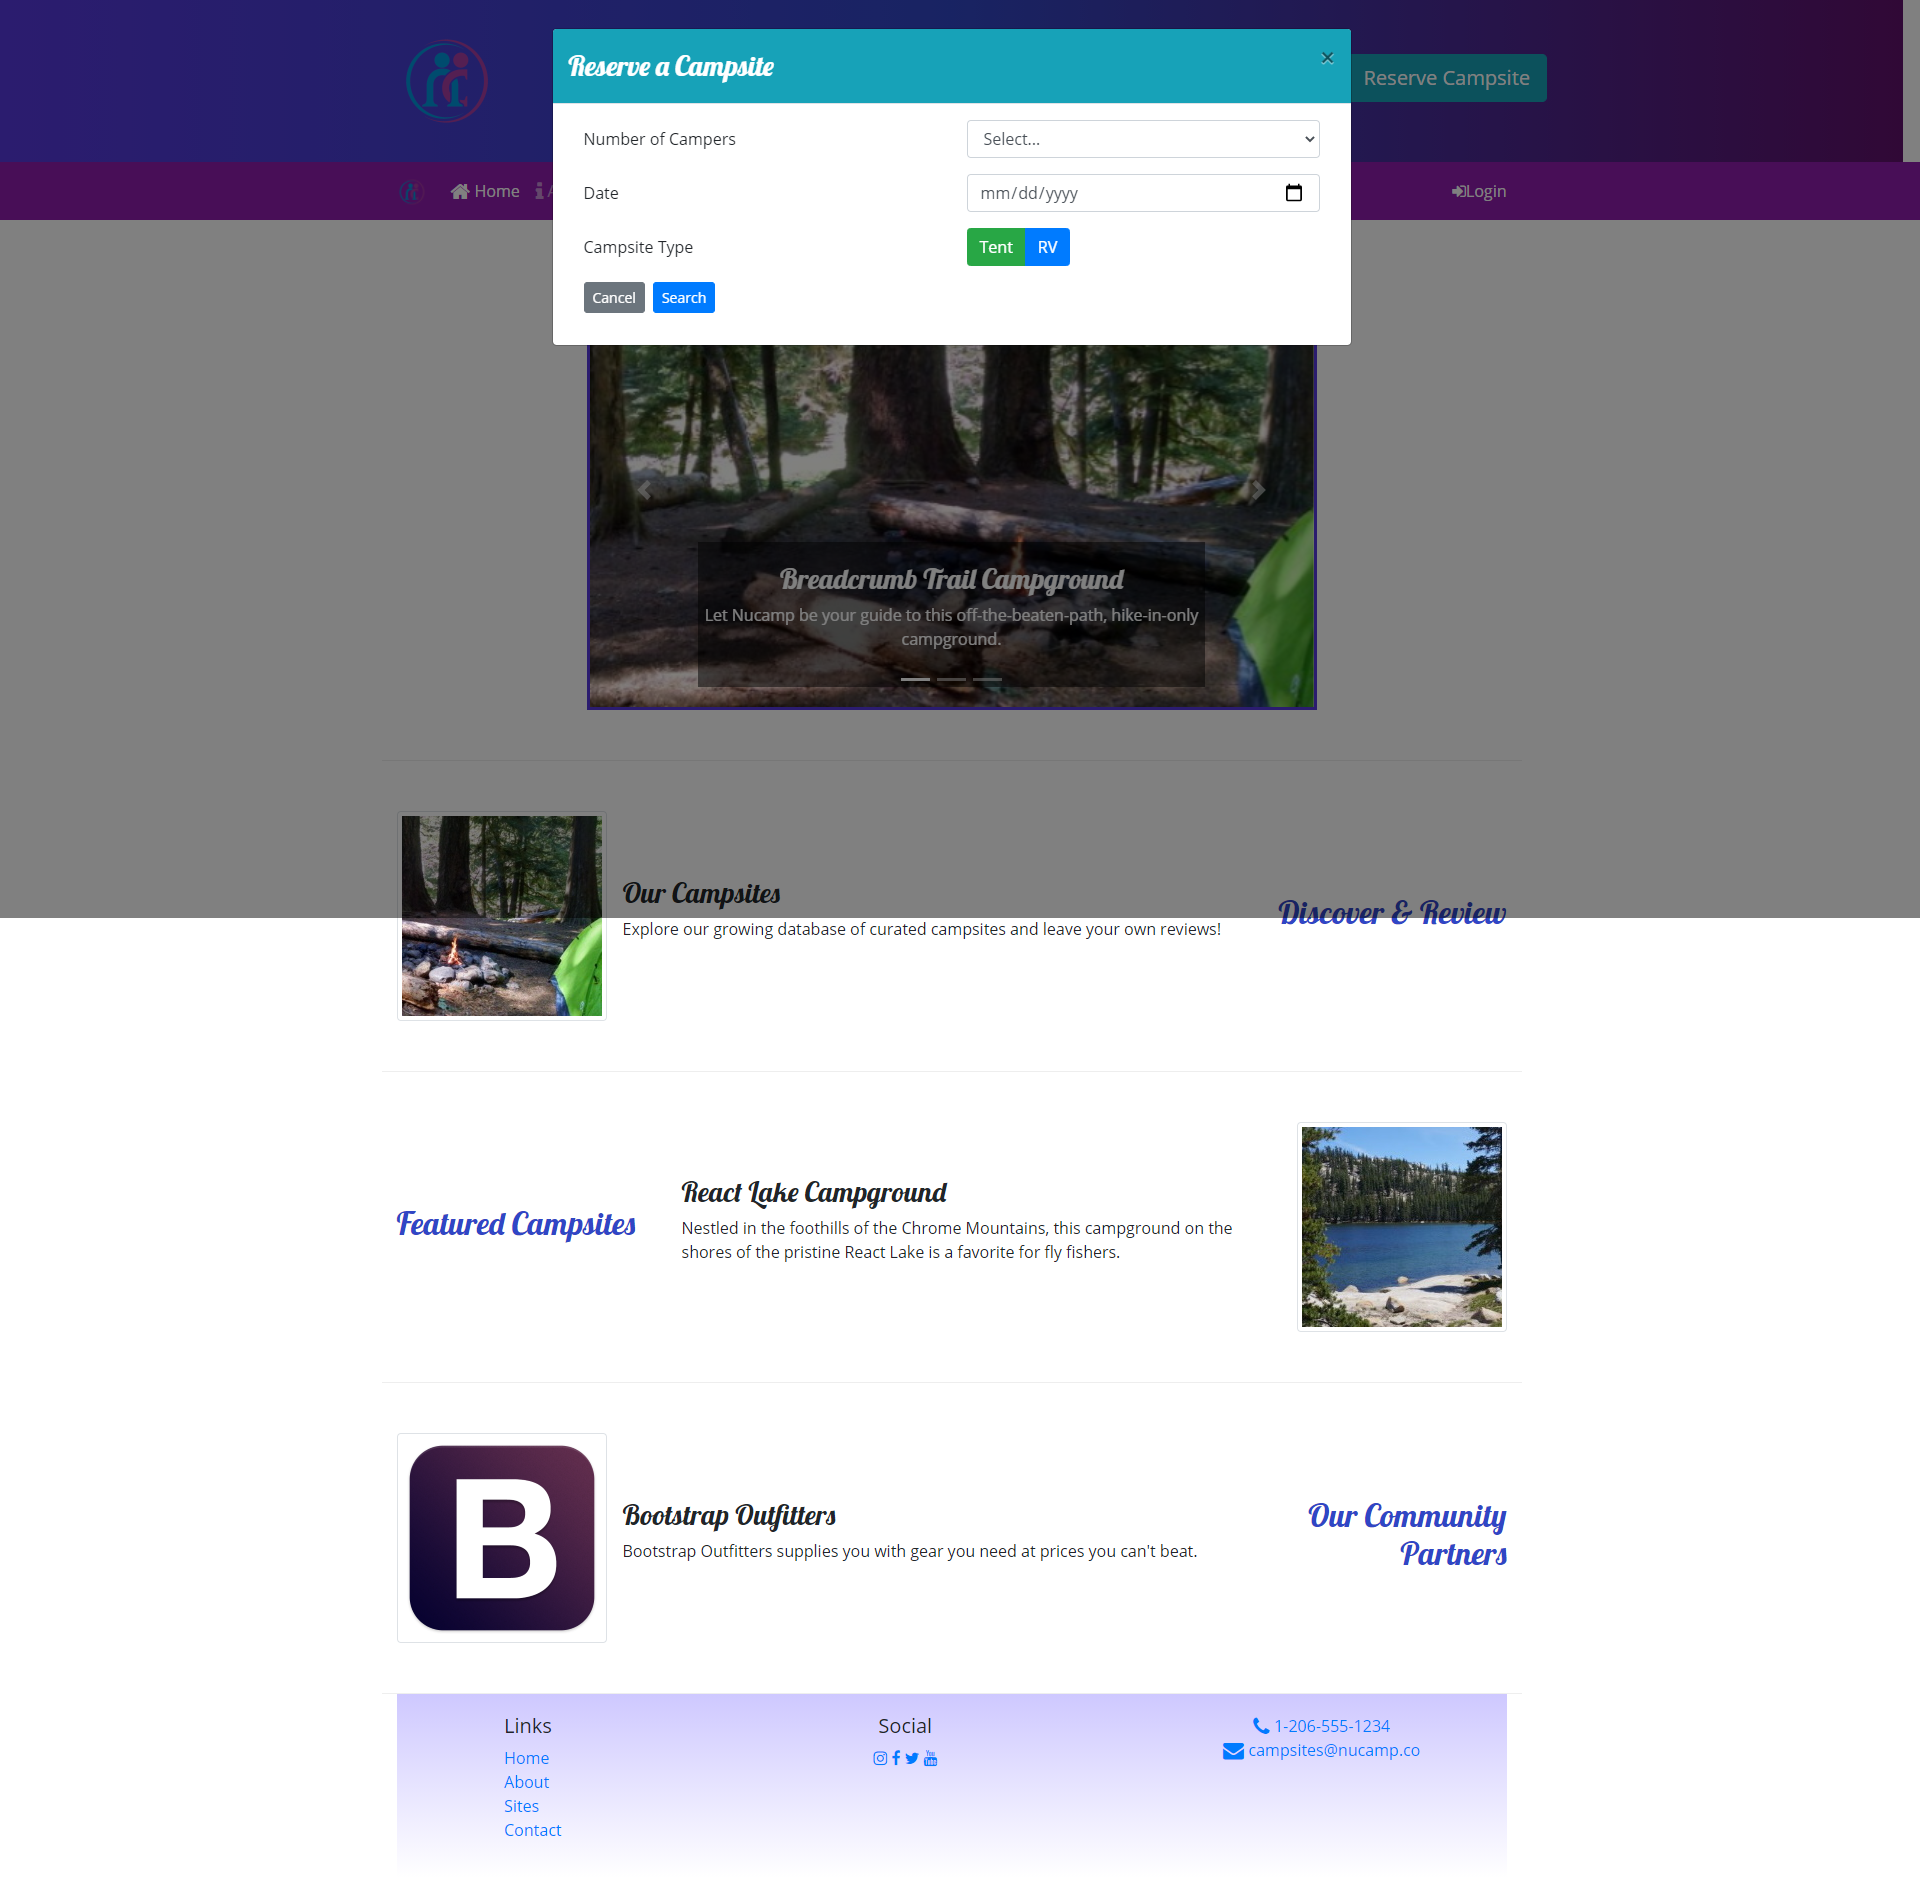 Reserve a Campsite
×
Reserve Campsite
Number of Campers
Select...
Home
Login
Date
mm/dd/yyyy
Campsite Type
Tent
RV
Cancel
Search
Breadcrumb Trail Campground
Let Nucamp be your guide to this off-the-beaten-path, hike-in-only
campground.
Our Campsites
Explore our growing database of curated campsites and leave your own reviews!
Discover & Review
Featured Campsites
React Lake Campground
Nestled in the foothills of the Chrome Mountains, this campground on the
shores of the pristine React Lake is a favorite for fly fishers.
B
Bootstrap Outfitters
Bootstrap Outfitters supplies you with gear you need at prices you can't beat.
Our Community
Partners
Links
Home
About
Sites
Contact
Social
1-206-555-1234
campsites@nucamp.co